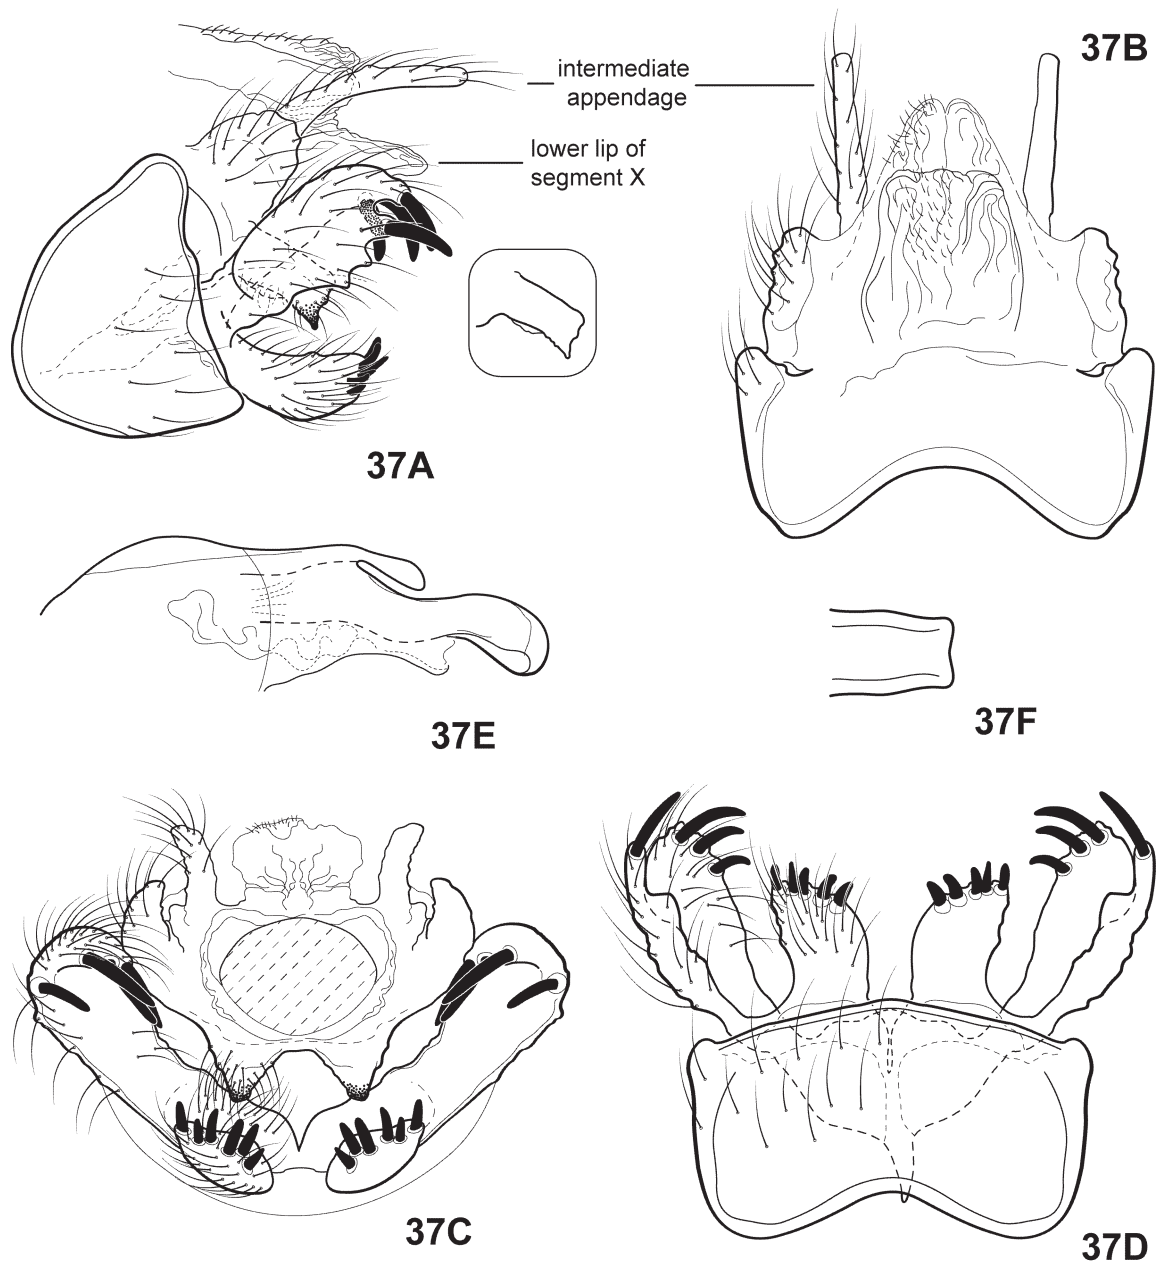 37B
intermediate
appendage
lower lip of
segment X
37A
37E
37F
37C
37D